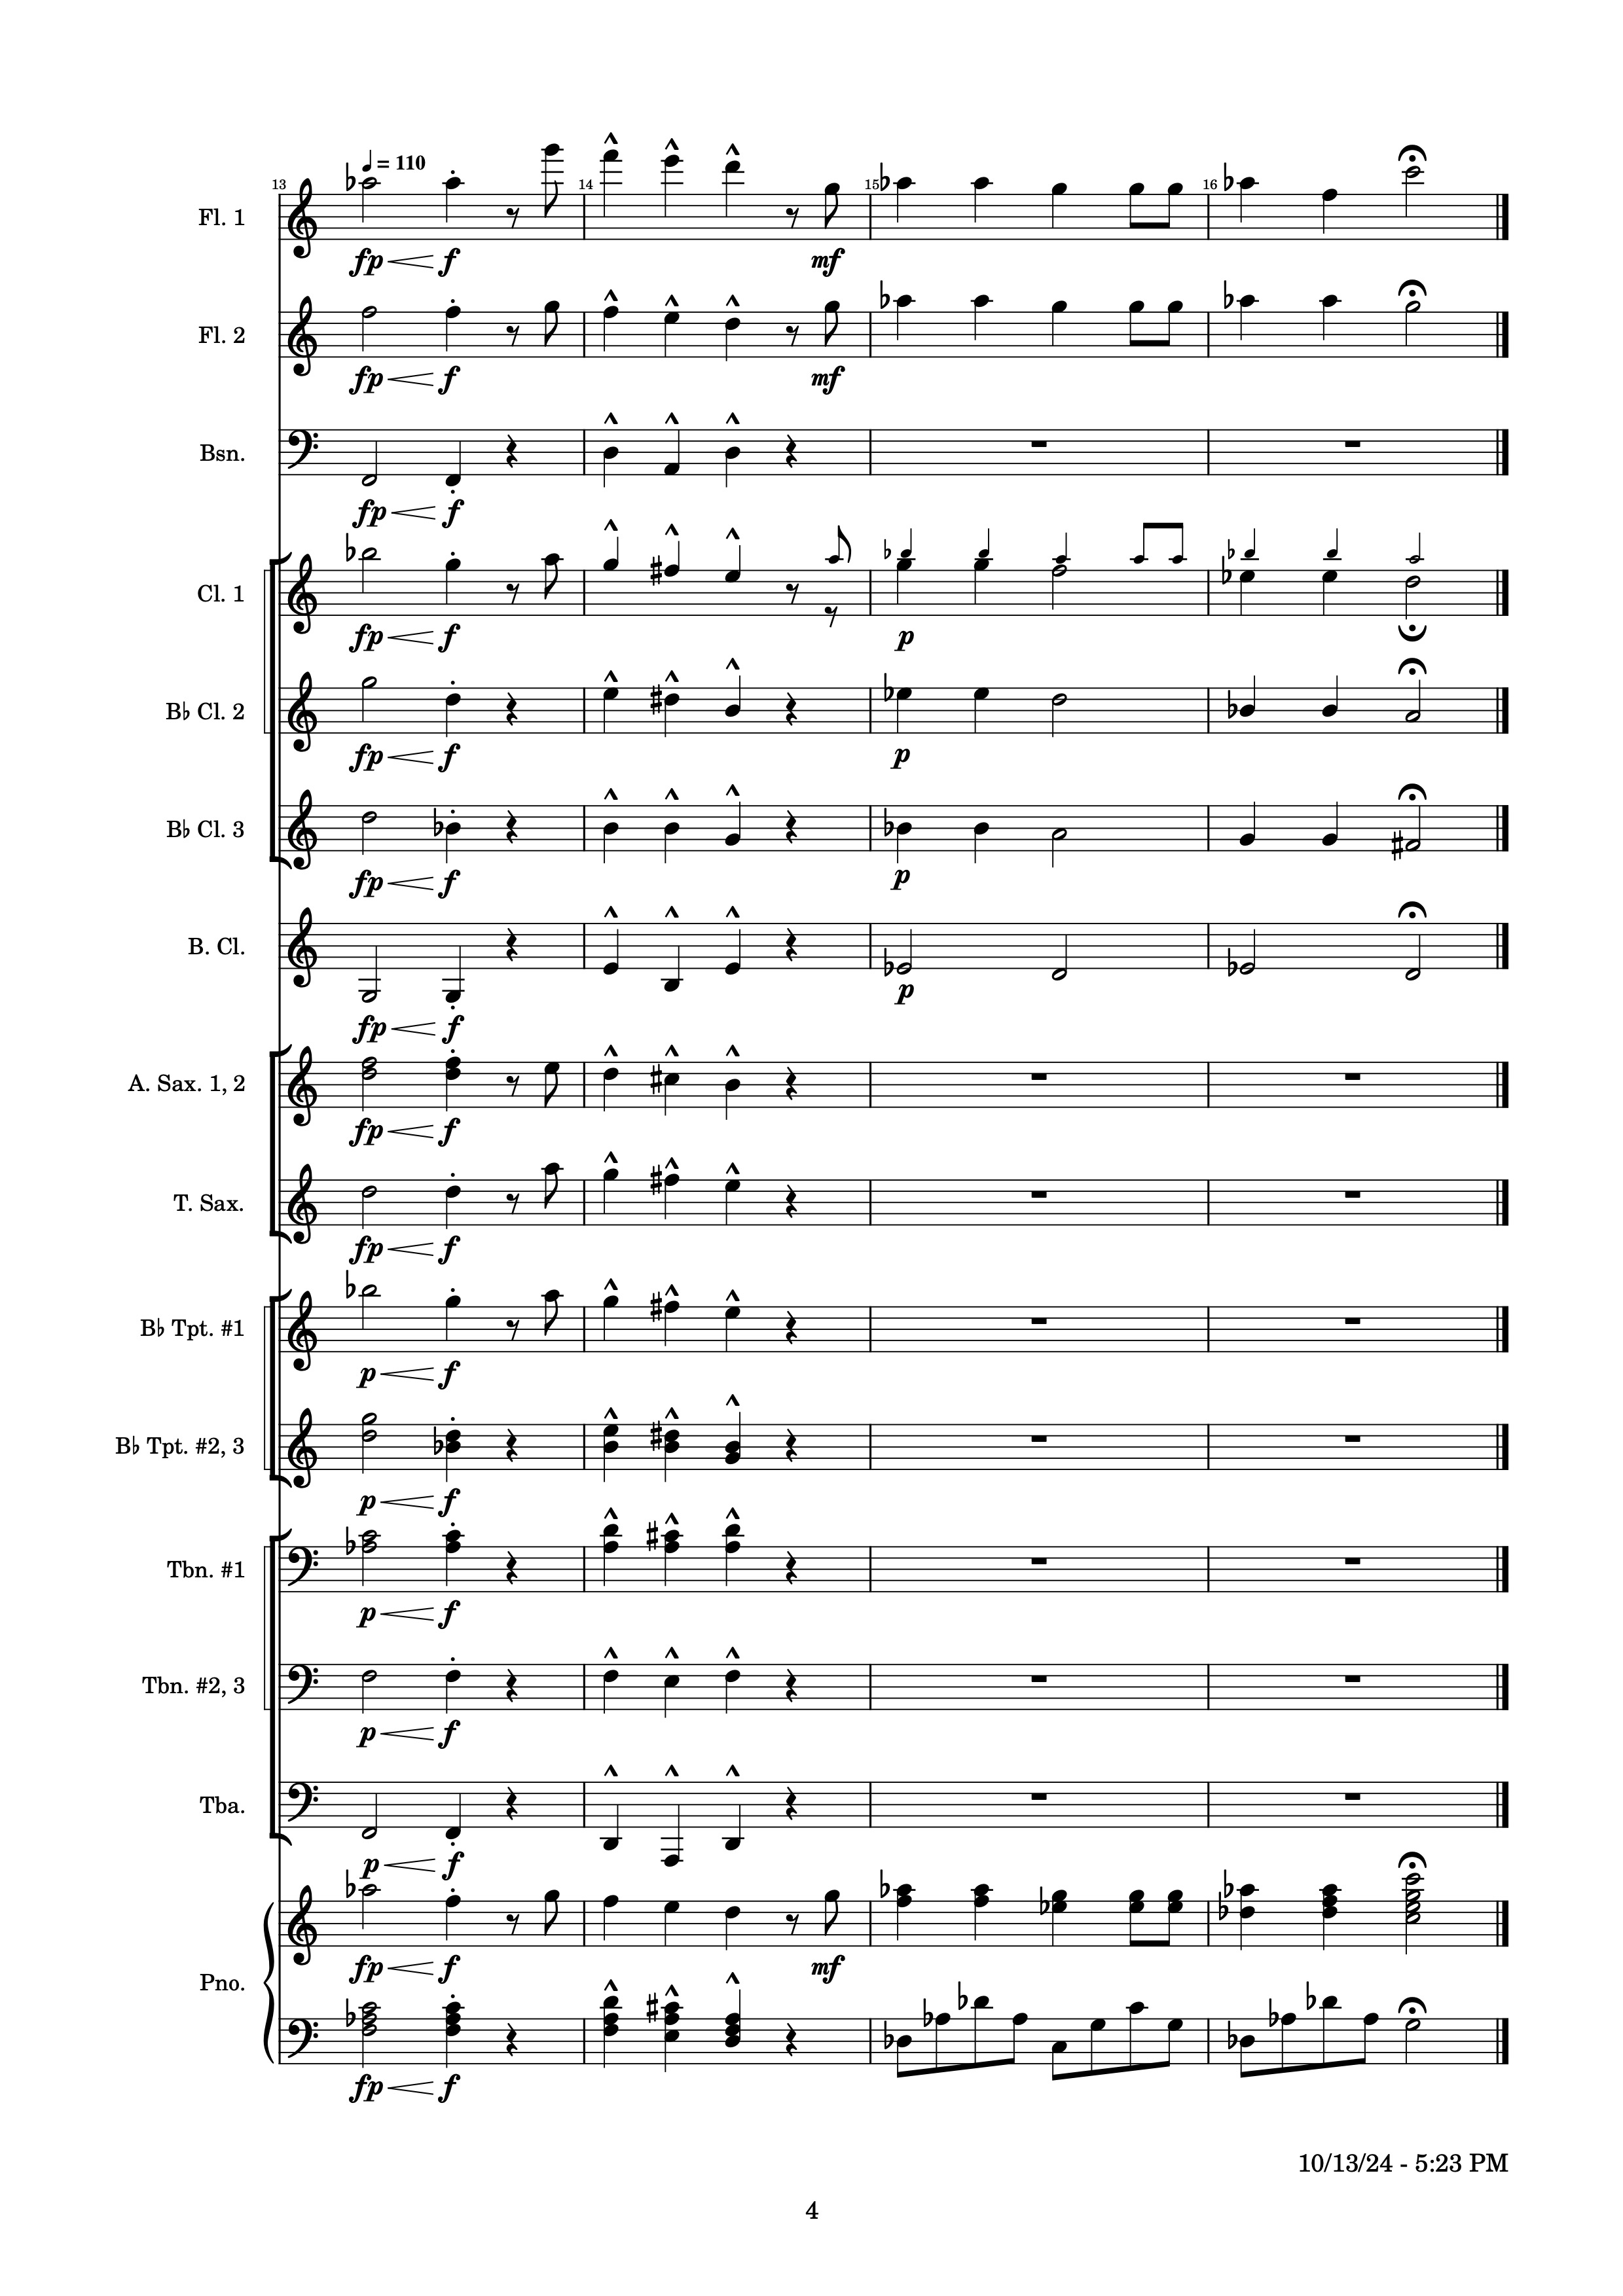 ♩ = 110
13 14 15 16
Fl. 1
fp f mf
Fl. 2
fp f mf
Bsn.
fp f
Cl. 1
fp f p
B♭ Cl. 2
fp f p
B♭ Cl. 3
fp f p
B. Cl.
fp f p
A. Sax. 1, 2
fp f
T. Sax.
fp f
B♭ Tpt. #1
p f
B♭ Tpt. #2, 3
p f
Tbn. #1
p f
Tbn. #2, 3
p f
Tba.
p f
Pno.
fp f mf
fp f
10/13/24 - 5:23 PM
4